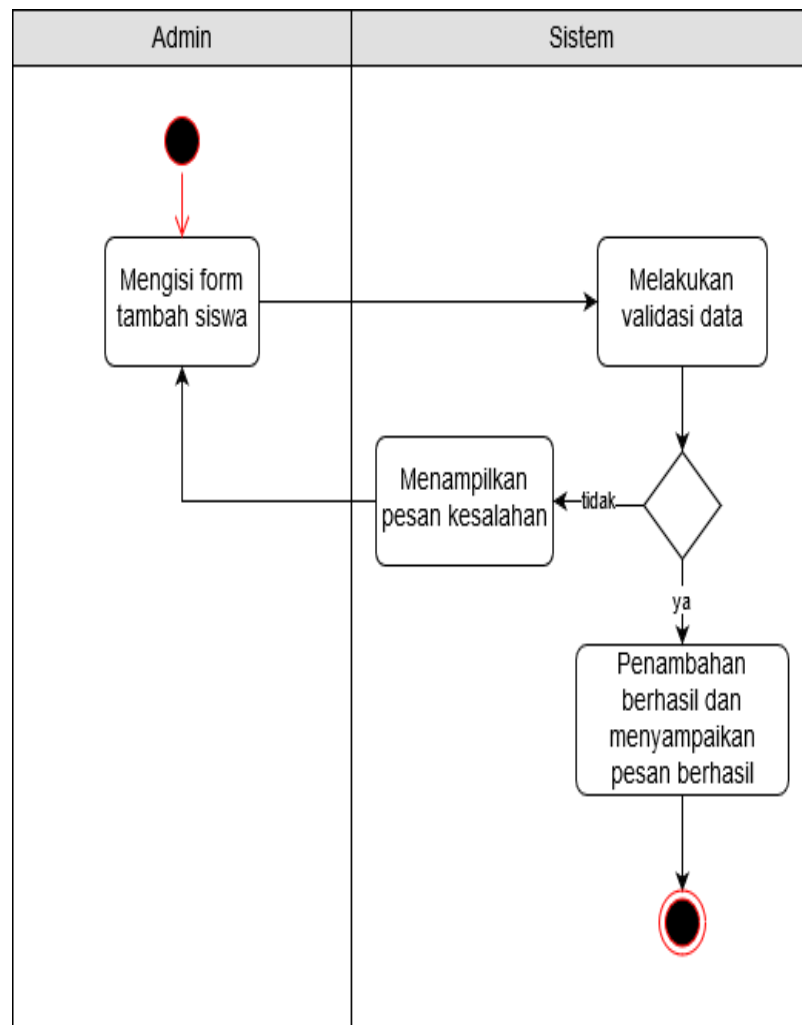 Admin
Sistem
Mengisi form
tambah siswa
Melakukan
validasi data
Menampilkan
pesan kesalahan
tidak
ya
Penambahan
berhasil dan
menyampaikan
pesan berhasil